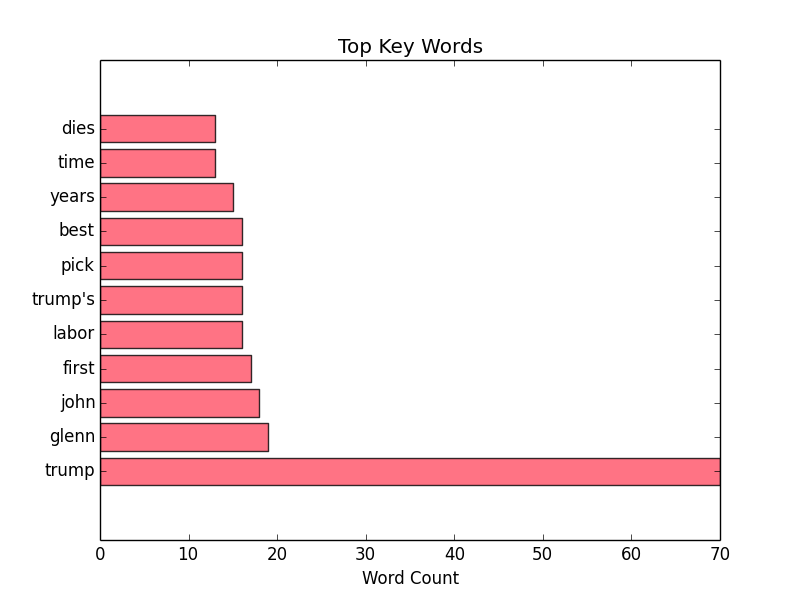 Top Key Words
dies
time
years
best
pick
trump's
labor
first
john
glenn
trump
0 10 20 30 40 50 60 70
Word Count